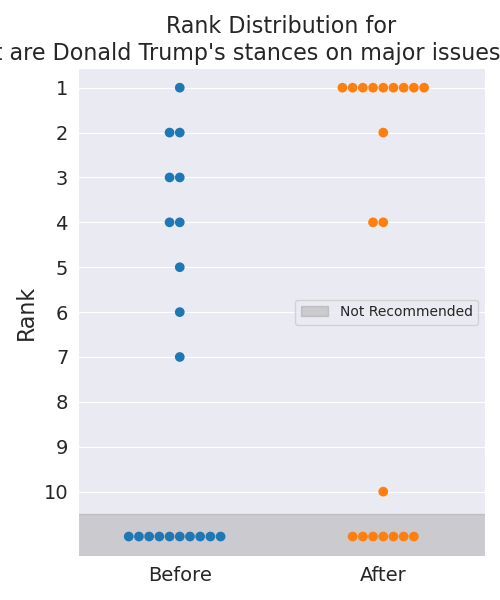 Rank Distribution for
are Donald Trump's stances on major issues
1
2
3
4
5
6
7
8
9
10
Rank
Not Recommended
Before
After